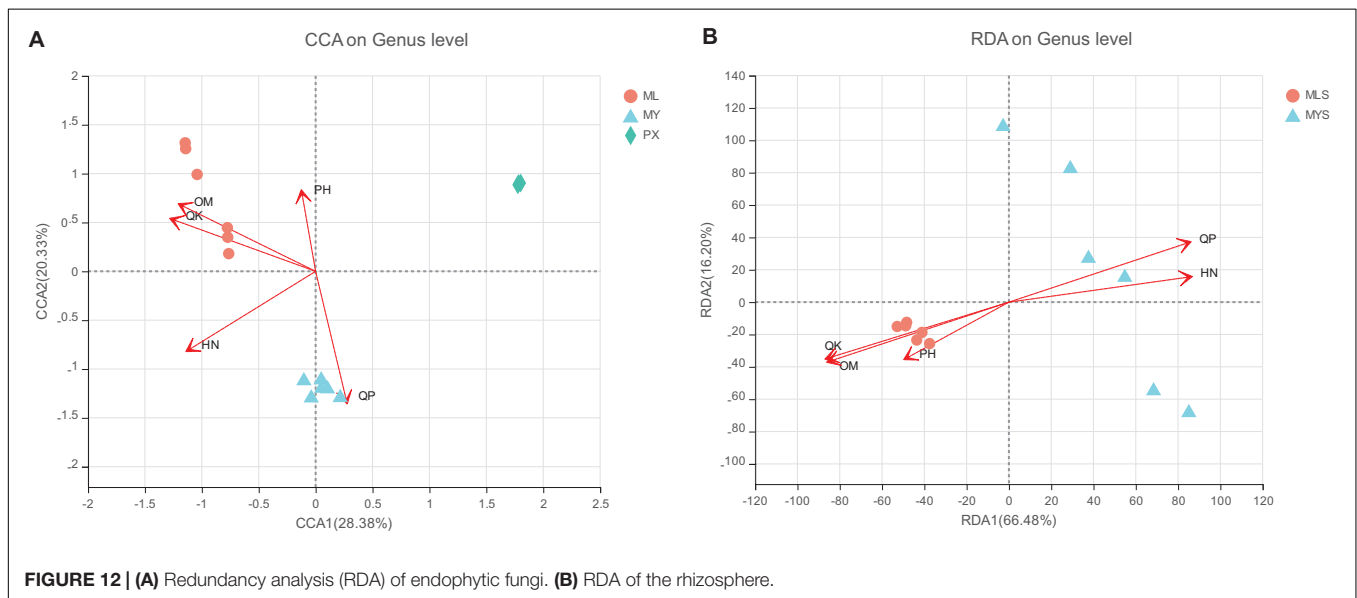 A
CCA on Genus level
2
1.5
1
0.5
0
-0.5
-1
-1.5
-2
CCA2(20.33%)
OM
QK
PH
HN
QP
-2
-1.5
-1
-0.5
0
0.5
1
1.5
2
2.5
CCA1(28.38%)
ML
MY
PX
B
RDA on Genus level
140
120
100
80
60
40
20
0
-20
-40
-60
-80
-100
RDA2(16.20%)
QP
HN
QK
OM
PH
-120
-100
-80
-60
-40
-20
0
20
40
60
80
100
120
RDA1(66.48%)
MLS
MYS
FIGURE 12 | (A) Redundancy analysis (RDA) of endophytic fungi. (B) RDA of the rhizosphere.